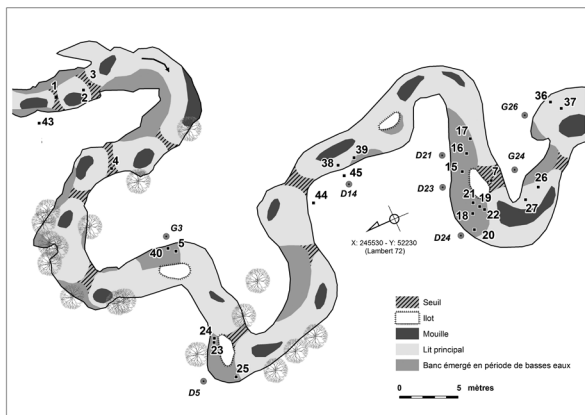 1
3
2
43
4
G3
40
5
24
23
25
D5
38
39
45
D14
44
X: 245530 - Y: 52230
(Lambert 72)
17
16
D21
15
7
D23
21
19
18
22
D24
20
G24
G26
36
37
26
27
Seuil
Ilot
Mouille
Lit principal
Banc émergé en période de basses eaux
0 5 mètres